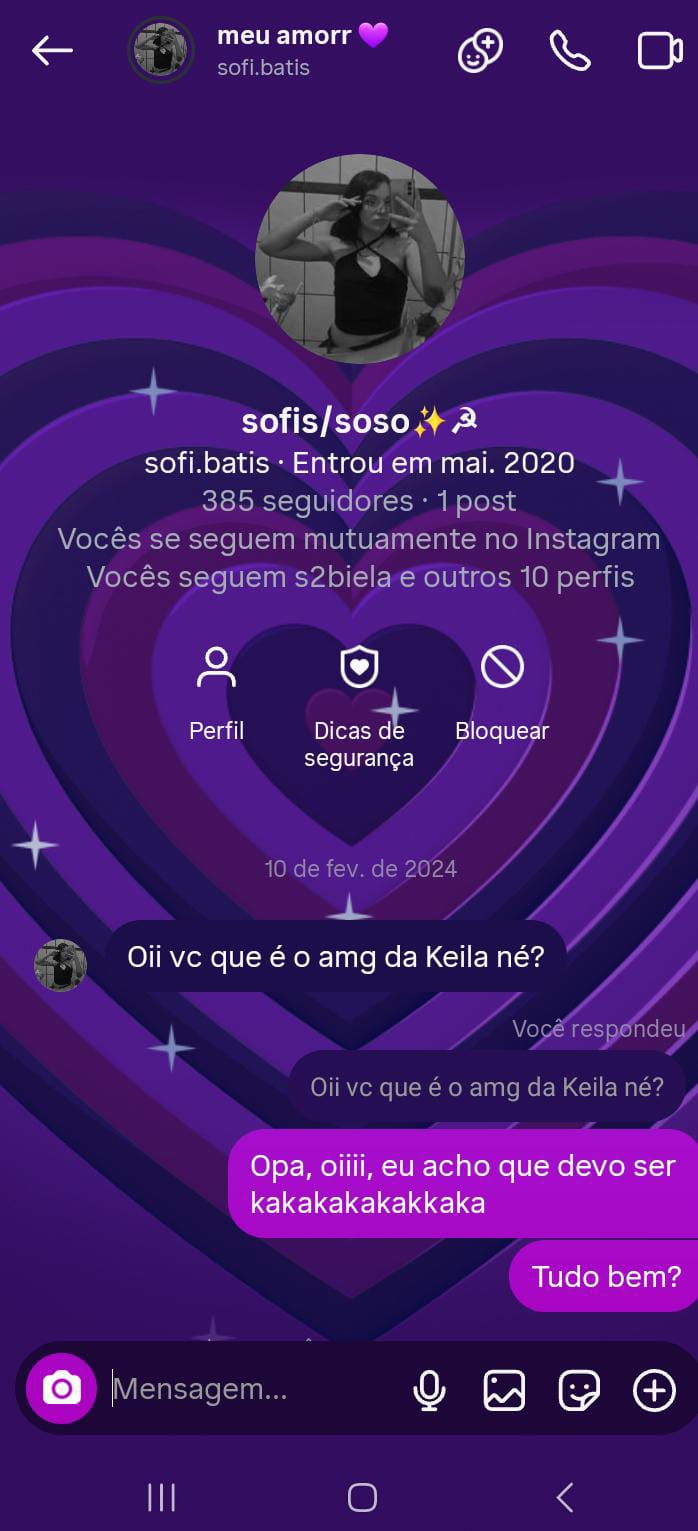 meu amorr 💜
sofi.batis
sofis/soso✨☭
sofi.batis · Entrou em mai. 2020
385 seguidores · 1 post
Vocês se seguem mutuamente no Instagram
Vocês seguem s2biela e outros 10 perfis
Perfil
Dicas de
segurança
Bloquear
10 de fev. de 2024
Oii vc que é o amg da Keila né?
Você respondeu
Oii vc que é o amg da Keila né?
Opa, oiiii, eu acho que devo ser
kakakakakakkaka
Tudo bem?
Mensagem...